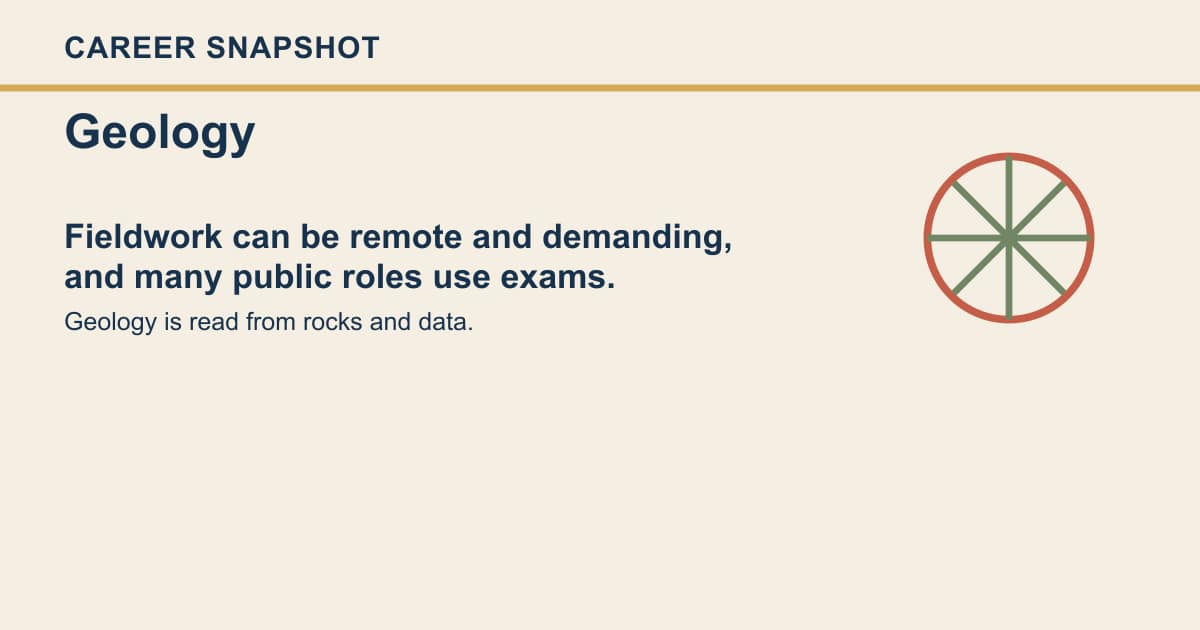 CAREER SNAPSHOT
Geology
Fieldwork can be remote and demanding,
and many public roles use exams.
Geology is read from rocks and data.